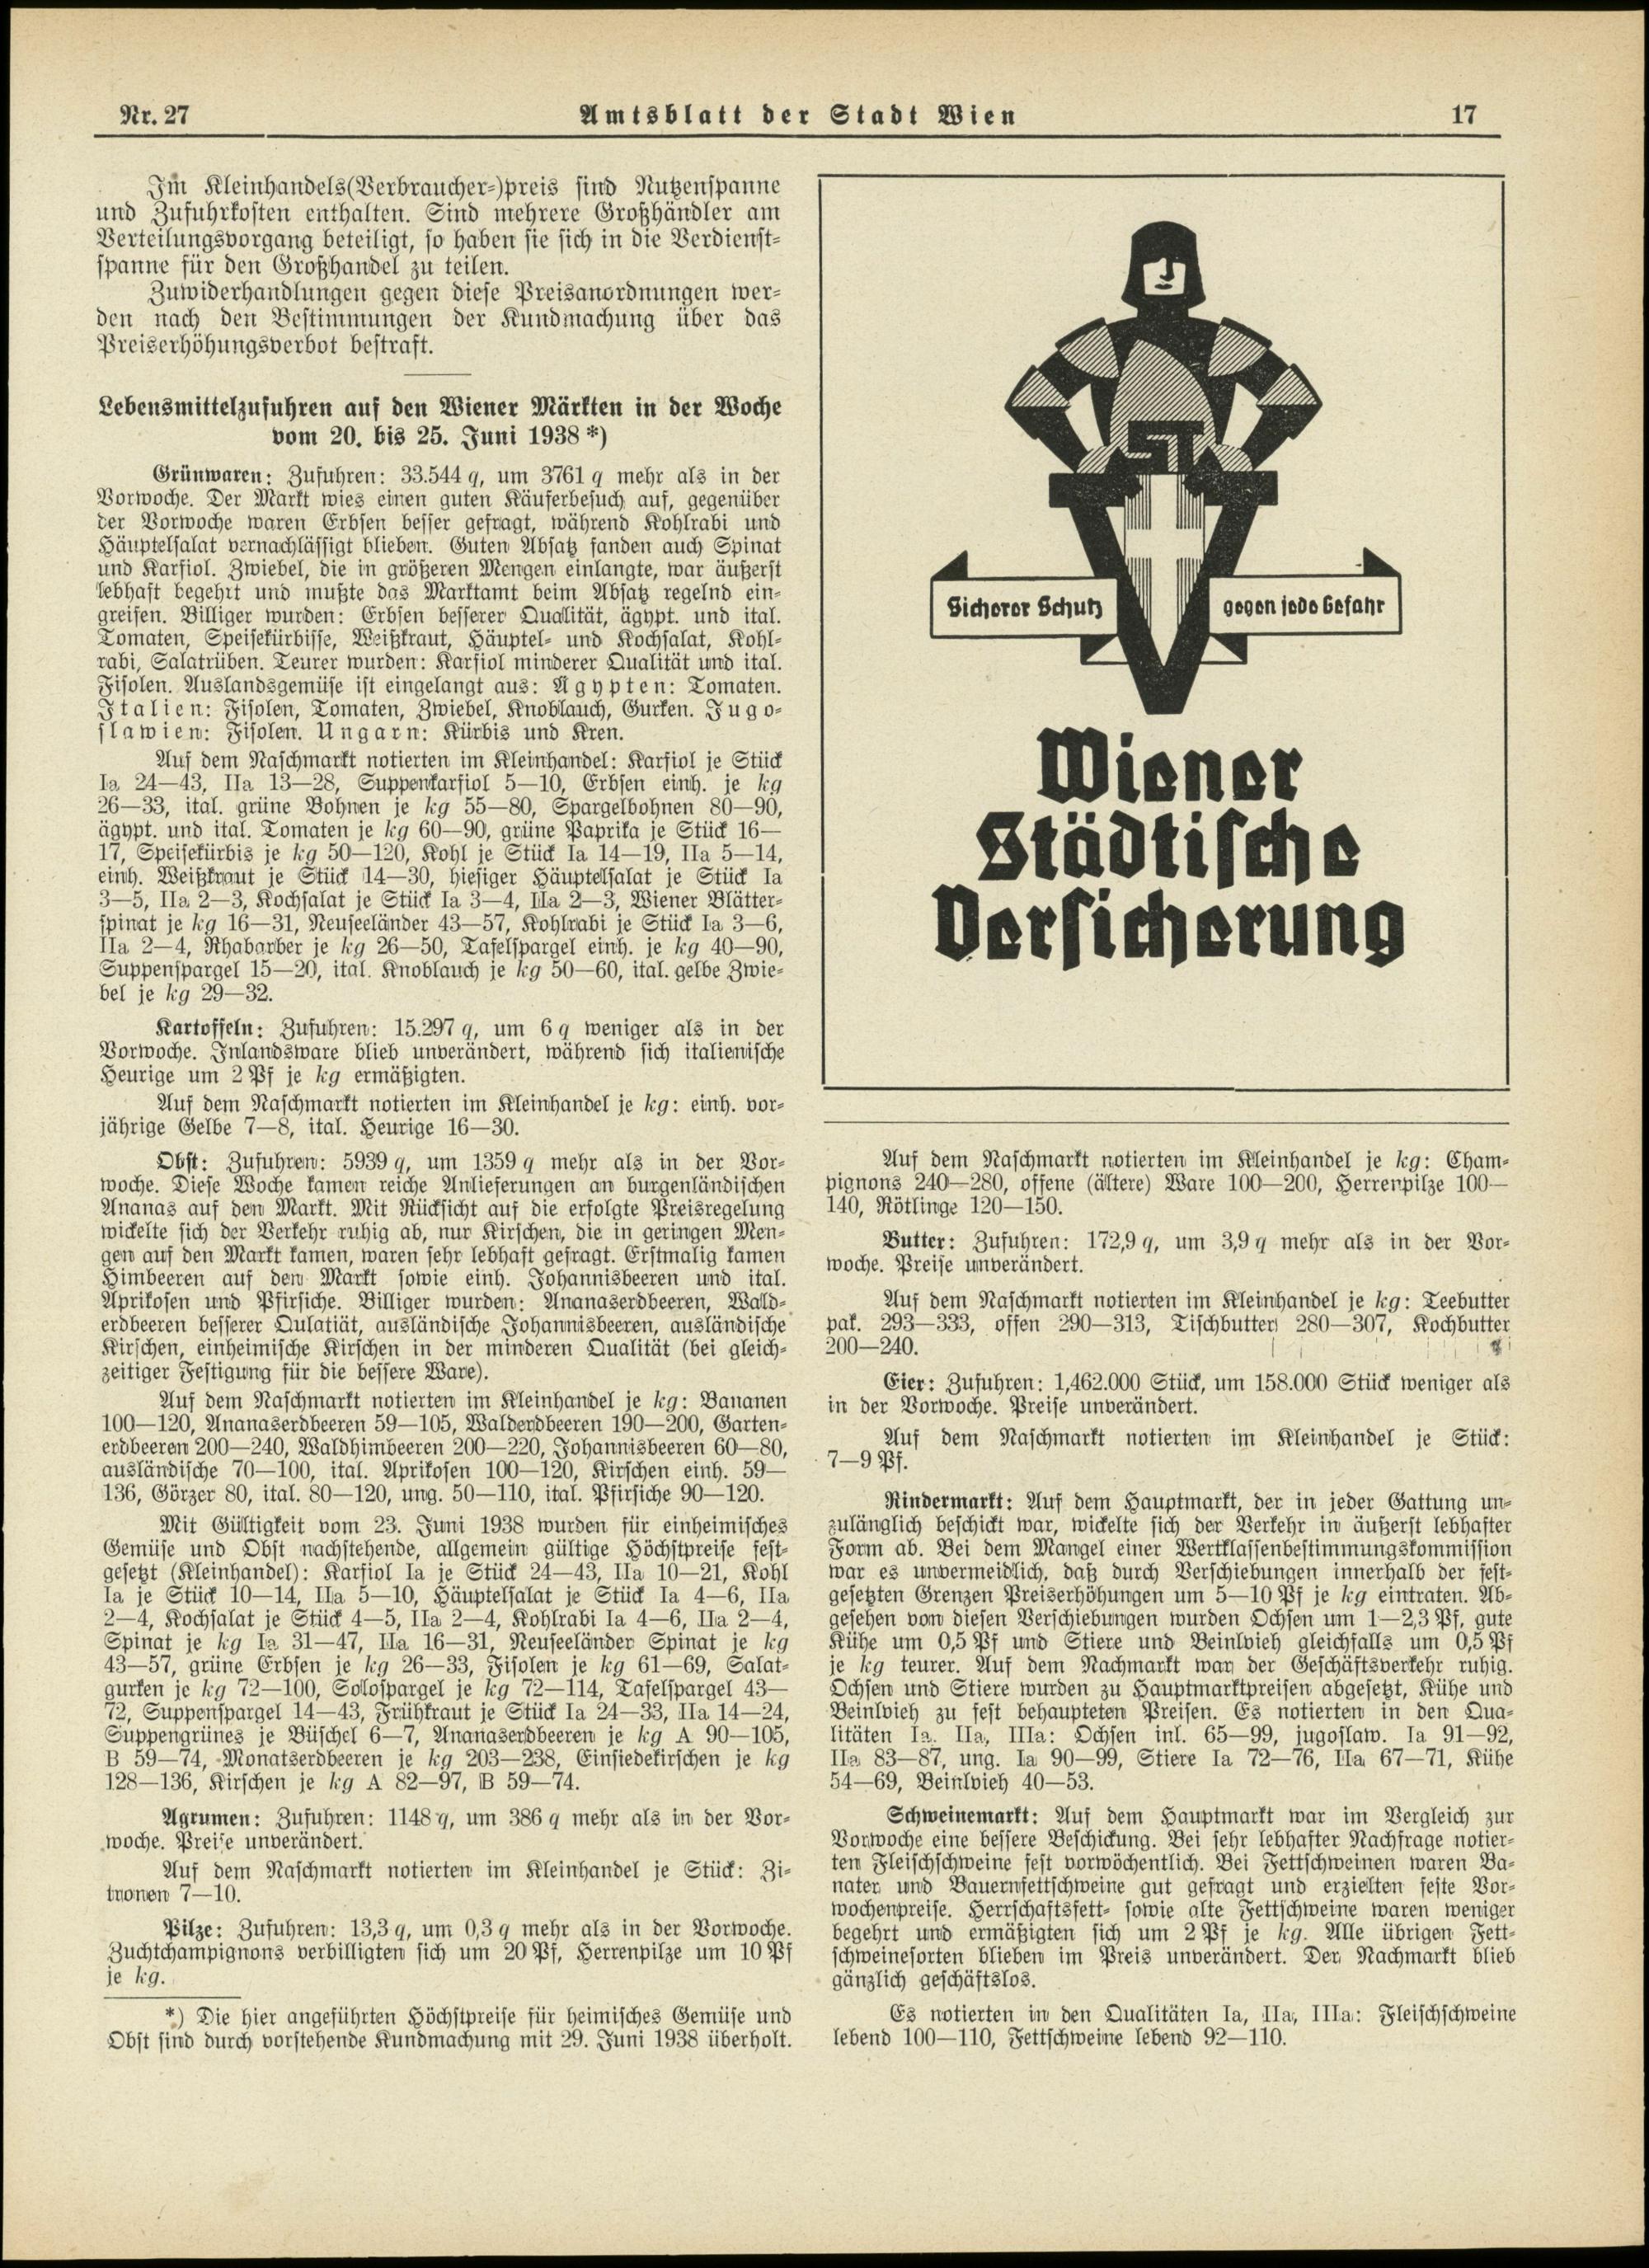 Nr. 27
Amtsblatt der Stadt Wien
17
Im Kleinhandels(Verbraucher-)preis sind Nutzenspanne
und Zufuhrkosten enthalten. Sind mehrere Großhändler am
Verteilungsvorgang beteiligt, so haben sie sich in die Verdienst-
spanne für den Großhandel zu teilen.
Zuwiderhandlungen gegen diese Preisanordnungen wer-
den nach den Bestimmungen der Kundmachung über das
Preiserhöhungsverbot bestraft.
Lebensmittelzufuhren auf den Wiener Märkten in der Woche
vom 20. bis 25. Juni 1938 *)
Grünwaren: Zufuhren: 33.544 q, um 3761 q mehr als in der
Vorwoche. Der Markt wies einen guten Käuferbesuch auf, gegenüber
der Vorwoche waren Erbsen besser gefragt, während Kohlrabi und
Häuptelsalat vernachlässigt blieben. Guten Absatz fanden auch Spinat
und Karfiol. Zwiebel, die in größeren Mengen einlangte, war äußerst
lebhaft begehrt und mußte das Marktamt beim Absatz regelnd ein-
greifen. Billiger wurden: Erbsen besserer Qualität, ägypt. und ital.
Tomaten, Speisekürbisse, Weißkraut, Häuptel- und Kochsalat, Kohl-
rabi, Salatrüben. Teurer wurden: Karfiol minderer Qualität und ital.
Fisolen. Auslandsgemüse ist eingelangt aus: Ägypten: Tomaten.
Italien: Fisolen, Tomaten, Zwiebel, Knoblauch, Gurken. Jugo-
slawien: Fisolen. Ungarn: Kürbis und Kren.
Auf dem Naschmarkt notierten im Kleinhandel: Karfiol je Stück
Ia 24—43, IIa 13—28, Suppenkarfiol 5—10, Erbsen einh. je kg
26—33, ital. grüne Bohnen je kg 55—80, Spargelbohnen 80—90,
ägypt. und ital. Tomaten je kg 60—90, grüne Paprika je Stück 16—
17, Speisekürbis je kg 50—120, Kohl je Stück Ia 14—19, IIa 5—14,
einh. Weißkraut je Stück 14—30, hiesiger Häuptelsalat je Stück Ia
3—5, IIa 2—3, Kochsalat je Stück Ia 3—4, IIa 2—3, Wiener Blätter-
spinat je kg 16—31, Neuseeländer 43—57, Kohlrabi je Stück Ia 3—6,
IIa 2—4, Rhabarber je kg 26—50, Tafelspargel einh. je kg 40—90,
Suppenspargel 15—20, ital. Knoblauch je kg 50—60, ital. gelbe Zwie-
bel je kg 29—32.
Kartoffeln: Zufuhren: 15.297 q, um 6 q weniger als in der
Vorwoche. Inlandsware blieb unverändert, während sich italienische
Heurige um 2 Pf je kg ermäßigten.
Auf dem Naschmarkt notierten im Kleinhandel je kg: einh. vor-
jährige Gelbe 7—8, ital. Heurige 16—30.
Obst: Zufuhren: 5939 q, um 1359 q mehr als in der Vor-
woche. Diese Woche kamen reiche Anlieferungen an burgenländischen
Ananas auf den Markt. Mit Rücksicht auf die erfolgte Preisregelung
wickelte sich der Verkehr ruhig ab, nur Kirschen, die in geringen Men-
gen auf den Markt kamen, waren sehr lebhaft gefragt. Erstmalig kamen
Himbeeren auf den Markt sowie einh. Johannisbeeren und ital.
Aprikosen und Pfirsiche. Billiger wurden: Ananaserdbeeren, Wald-
erdbeeren besserer Qulatiät, ausländische Johannisbeeren, ausländische
Kirschen, einheimische Kirschen in der minderen Qualität (bei gleich-
zeitiger Festigung für die bessere Ware).
Auf dem Naschmarkt notierten im Kleinhandel je kg: Bananen
100—120, Ananaserdbeeren 59—105, Walderdbeeren 190—200, Garten-
erdbeeren 200—240, Waldhimbeeren 200—220, Johannisbeeren 60—80,
ausländische 70—100, ital. Aprikosen 100—120, Kirschen einh. 59—
136, Görzer 80, ital. 80—120, ung. 50—110, ital. Pfirsiche 90—120.
Mit Gültigkeit vom 23. Juni 1938 wurden für einheimisches
Gemüse und Obst nachstehende, allgemein gültige Höchstpreise fest-
gesetzt (Kleinhandel): Karfiol Ia je Stück 24—43, IIa 10—21, Kohl
Ia je Stück 10—14, IIa 5—10, Häuptelsalat je Stück Ia 4—6, IIa
2—4, Kochsalat je Stück 4—5, IIa 2—4, Kohlrabi Ia 4—6, IIa 2—4,
Spinat je kg Ia 31—47, IIa 16—31, Neuseeländer Spinat je kg
43—57, grüne Erbsen je kg 26—33, Fisolen je kg 61—69, Salat-
gurken je kg 72—100, Solospargel je kg 72—114, Tafelspargel 43—
72, Suppenspargel 14—43, Frühkraut je Stück Ia 24—33, IIa 14—24,
Suppengrünes je Büschel 6—7, Ananaserdbeeren je kg A 90—105,
B 59—74, Monatserdbeeren je kg 203—238, Einsiedekirschen je kg
128—136, Kirschen je kg A 82—97, B 59—74.
Agrumen: Zufuhren: 1148 q, um 386 q mehr als in der Vor-
woche. Preise unverändert.
Auf dem Naschmarkt notierten im Kleinhandel je Stück: Zi-
tronen 7—10.
Pilze: Zufuhren: 13,3 q, um 0,3 q mehr als in der Vorwoche.
Zuchtchampignons verbilligten sich um 20 Pf, Herrenpilze um 10 Pf
je kg.
*) Die hier angeführten Höchstpreise für heimisches Gemüse und
Obst sind durch vorstehende Kundmachung mit 29. Juni 1938 überholt.
ST
Sicherer Schutz
gegen jede Gefahr
Wiener
Städtische
Versicherung
Auf dem Naschmarkt notierten im Kleinhandel je kg: Cham-
pignons 240—280, offene (ältere) Ware 100—200, Herrenpilze 100—
140, Rötlinge 120—150.
Butter: Zufuhren: 172,9 q, um 3,9 q mehr als in der Vor-
woche. Preise unverändert.
Auf dem Naschmarkt notierten im Kleinhandel je kg: Teebutter
pak. 293—333, offen 290—313, Tischbutter 280—307, Kochbutter
200—240.
Eier: Zufuhren: 1,462.000 Stück, um 158.000 Stück weniger als
in der Vorwoche. Preise unverändert.
Auf dem Naschmarkt notierten im Kleinhandel je Stück:
7—9 Pf.
Rindermarkt: Auf dem Hauptmarkt, der in jeder Gattung un-
zulänglich beschickt war, wickelte sich der Verkehr in äußerst lebhafter
Form ab. Bei dem Mangel einer Wertklassenbestimmungskommission
war es unvermeidlich, daß durch Verschiebungen innerhalb der fest-
gesetzten Grenzen Preiserhöhungen um 5—10 Pf je kg eintraten. Ab-
gesehen von diesen Verschiebungen wurden Ochsen um 1—2,3 Pf, gute
Kühe um 0,5 Pf und Stiere und Beinlvieh gleichfalls um 0,5 Pf
je kg teurer. Auf dem Nachmarkt war der Geschäftsverkehr ruhig.
Ochsen und Stiere wurden zu Hauptmarktpreisen abgesetzt, Kühe und
Beinlvieh zu fest behaupteten Preisen. Es notierten in den Qua-
litäten Ia, IIa, IIIa: Ochsen inl. 65—99, jugoslaw. Ia 91—92,
IIa 83—87, ung. Ia 90—99, Stiere Ia 72—76, IIa 67—71, Kühe
54—69, Beinlvieh 40—53.
Schweinemarkt: Auf dem Hauptmarkt war im Vergleich zur
Vorwoche eine bessere Beschickung. Bei sehr lebhafter Nachfrage notier-
ten Fleischschweine fest vorwöchentlich. Bei Fettschweinen waren Ba-
nater und Bauernfettschweine gut gefragt und erzielten feste Vor-
wochenpreise. Herrschaftsfett- sowie alte Fettschweine waren weniger
begehrt und ermäßigten sich um 2 Pf je kg. Alle übrigen Fett-
schweinesorten blieben im Preis unverändert. Der Nachmarkt blieb
gänzlich geschäftslos.
Es notierten in den Qualitäten Ia, IIa, IIIa: Fleischschweine
lebend 100—110, Fettschweine lebend 92—110.